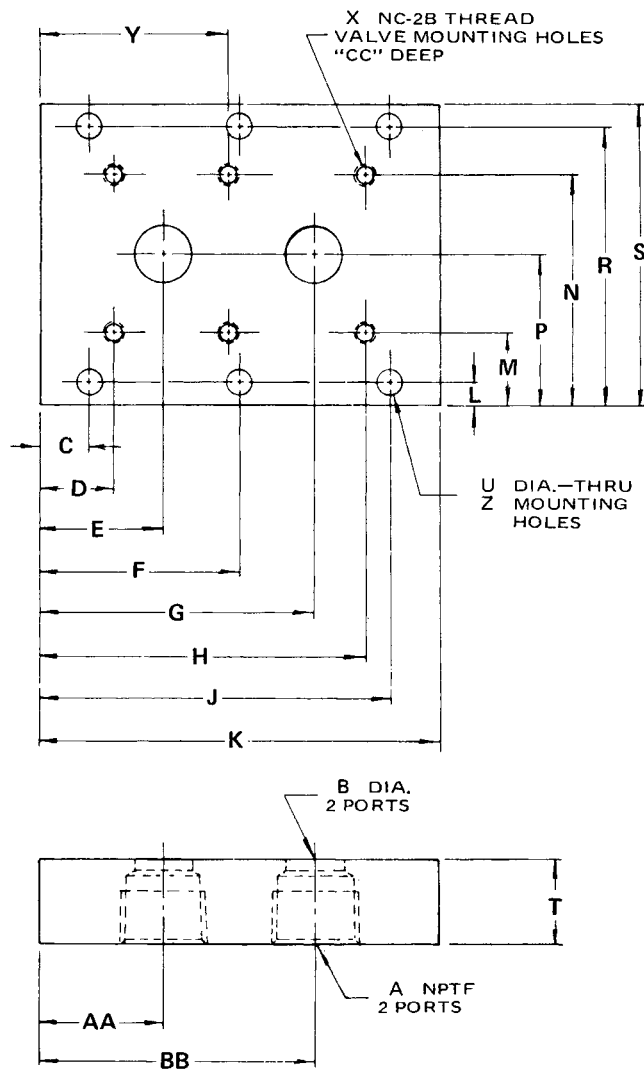 Y
X NC-2B THREAD
VALVE MOUNTING HOLES
"CC" DEEP
S
R
N
P
M
L
C
D
E
F
G
H
J
K
U DIA.—THRU
Z MOUNTING
HOLES
B DIA.
2 PORTS
T
A NPTF
2 PORTS
AA
BB